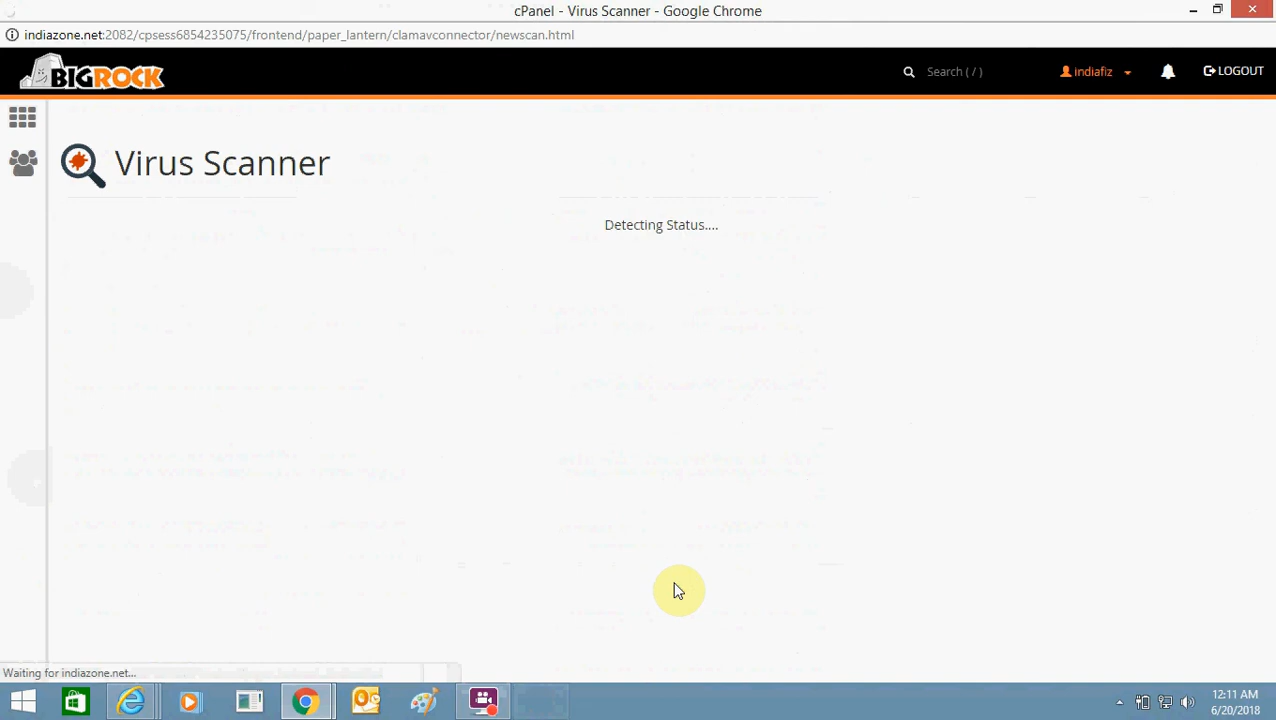 cPanel - Virus Scanner - Google Chrome
indiazone.net:2082/cpsess6854235075/frontend/paper_lantern/clamavconnector/newscan.html
BIGROCK
Search ( / )
indiafiz
LOGOUT
Virus Scanner
Detecting Status....
Waiting for indiazone.net...
12:11 AM
6/20/2018